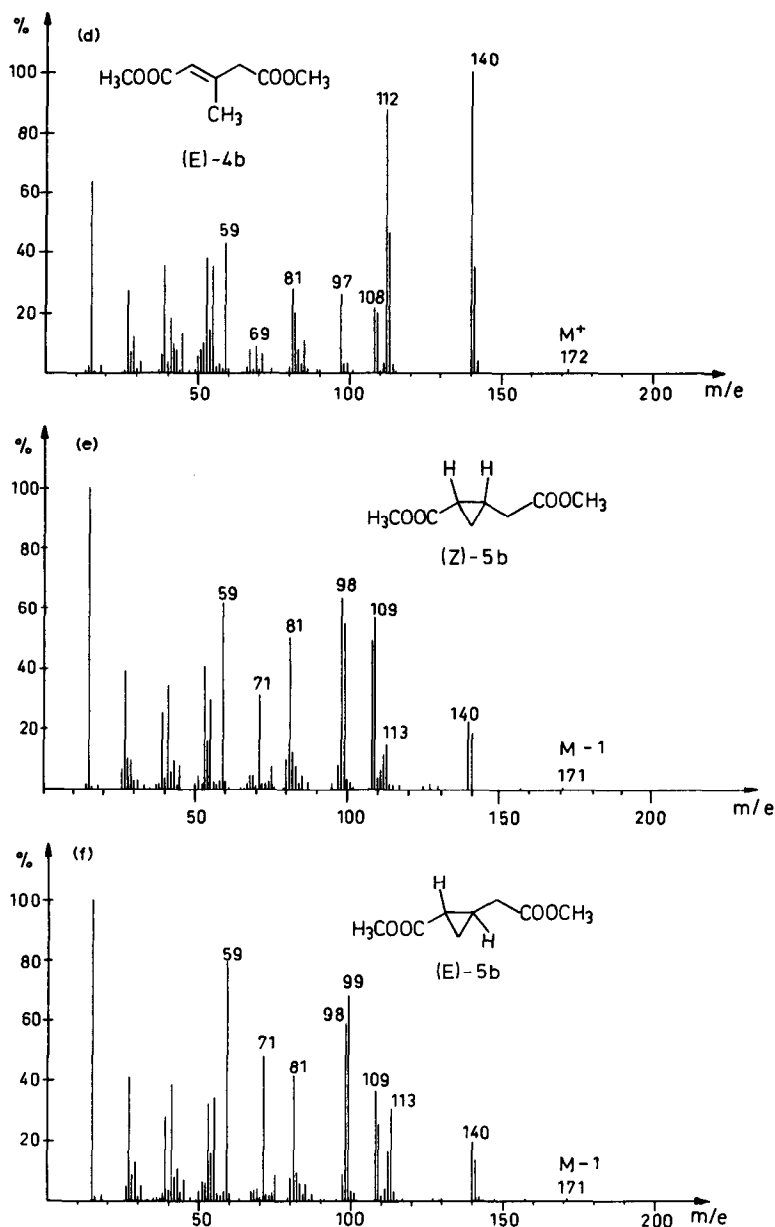 %
(d)
100
80
60
40
20
H₃COOC
COOCH₃
CH₃
(E)-4b
140
112
59
81
97
108
69
M⁺
172
50
100
150
200
m/e
%
(e)
100
80
60
40
20
H H
H₃COOC
COOCH₃
(Z)-5b
59
98
109
81
71
113
140
M-1
171
50
100
150
200
m/e
%
(f)
100
80
60
40
20
H
H₃COOC
COOCH₃
H
(E)-5b
59
99
98
71
81
109
113
140
M-1
171
50
100
150
200
m/e